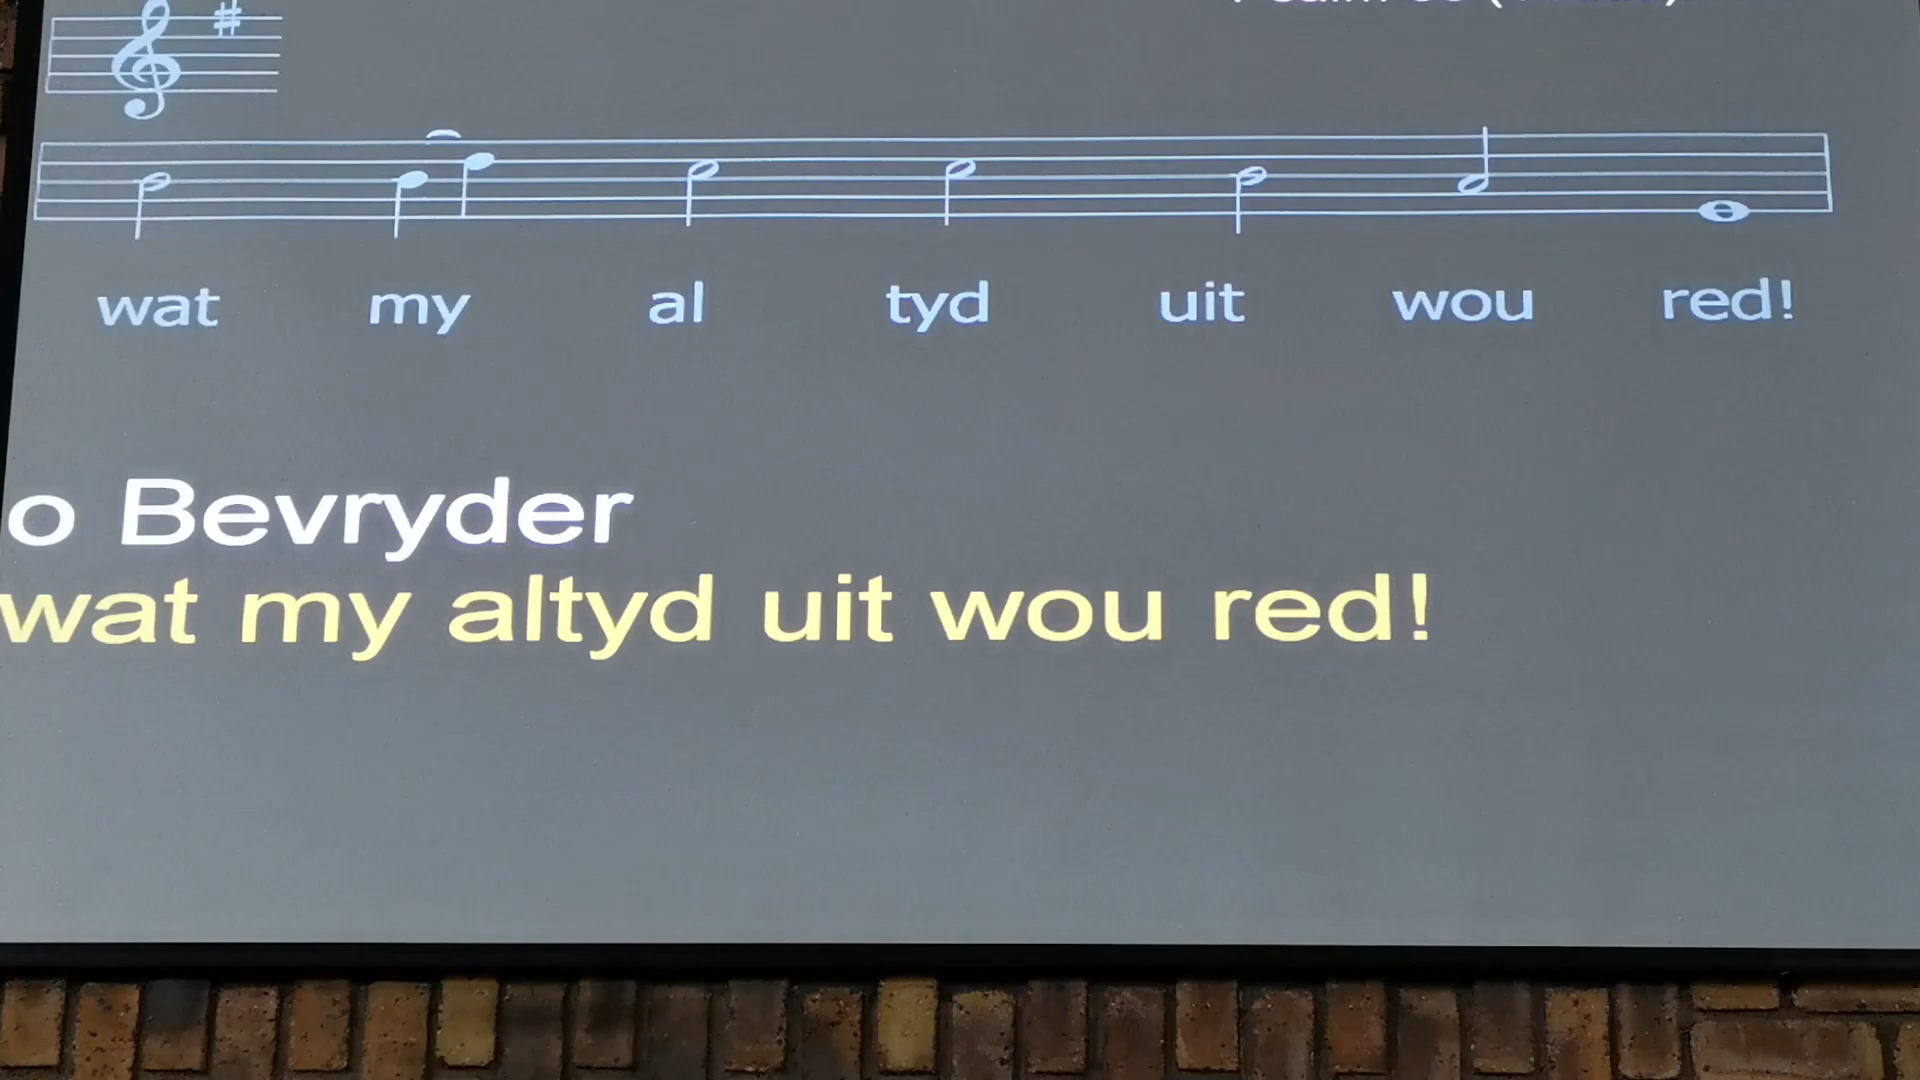 wat my al tyd uit wou red!
o Bevryder
wat my altyd uit wou red!